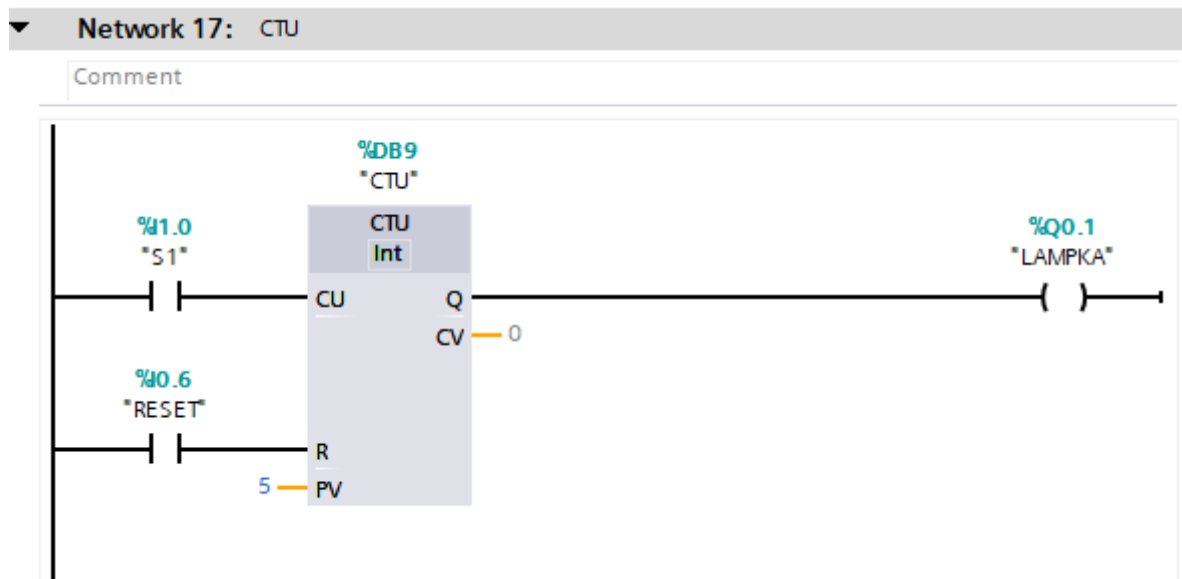 Network 17: CTU
Comment
%DB9
"CTU"
CTU
Int
%I1.0
"S1"
CU
Q
%Q0.1
"LAMPKA"
CV
0
%I0.6
"RESET"
R
5
PV